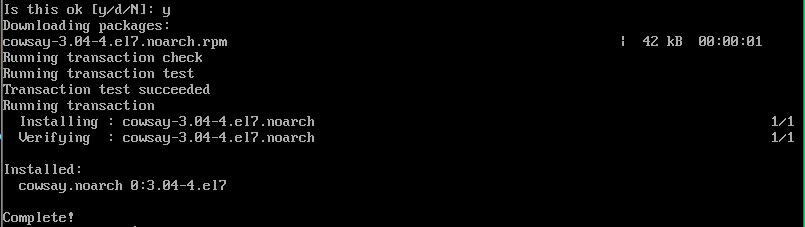 Is this ok [y/d/N]: y
Downloading packages:
cowsay-3.04-4.el7.noarch.rpm | 42 kB 00:00:01
Running transaction check
Running transaction test
Transaction test succeeded
Running transaction
Installing : cowsay-3.04-4.el7.noarch 1/1
Verifying : cowsay-3.04-4.el7.noarch 1/1
Installed:
cowsay.noarch 0:3.04-4.el7
Complete!